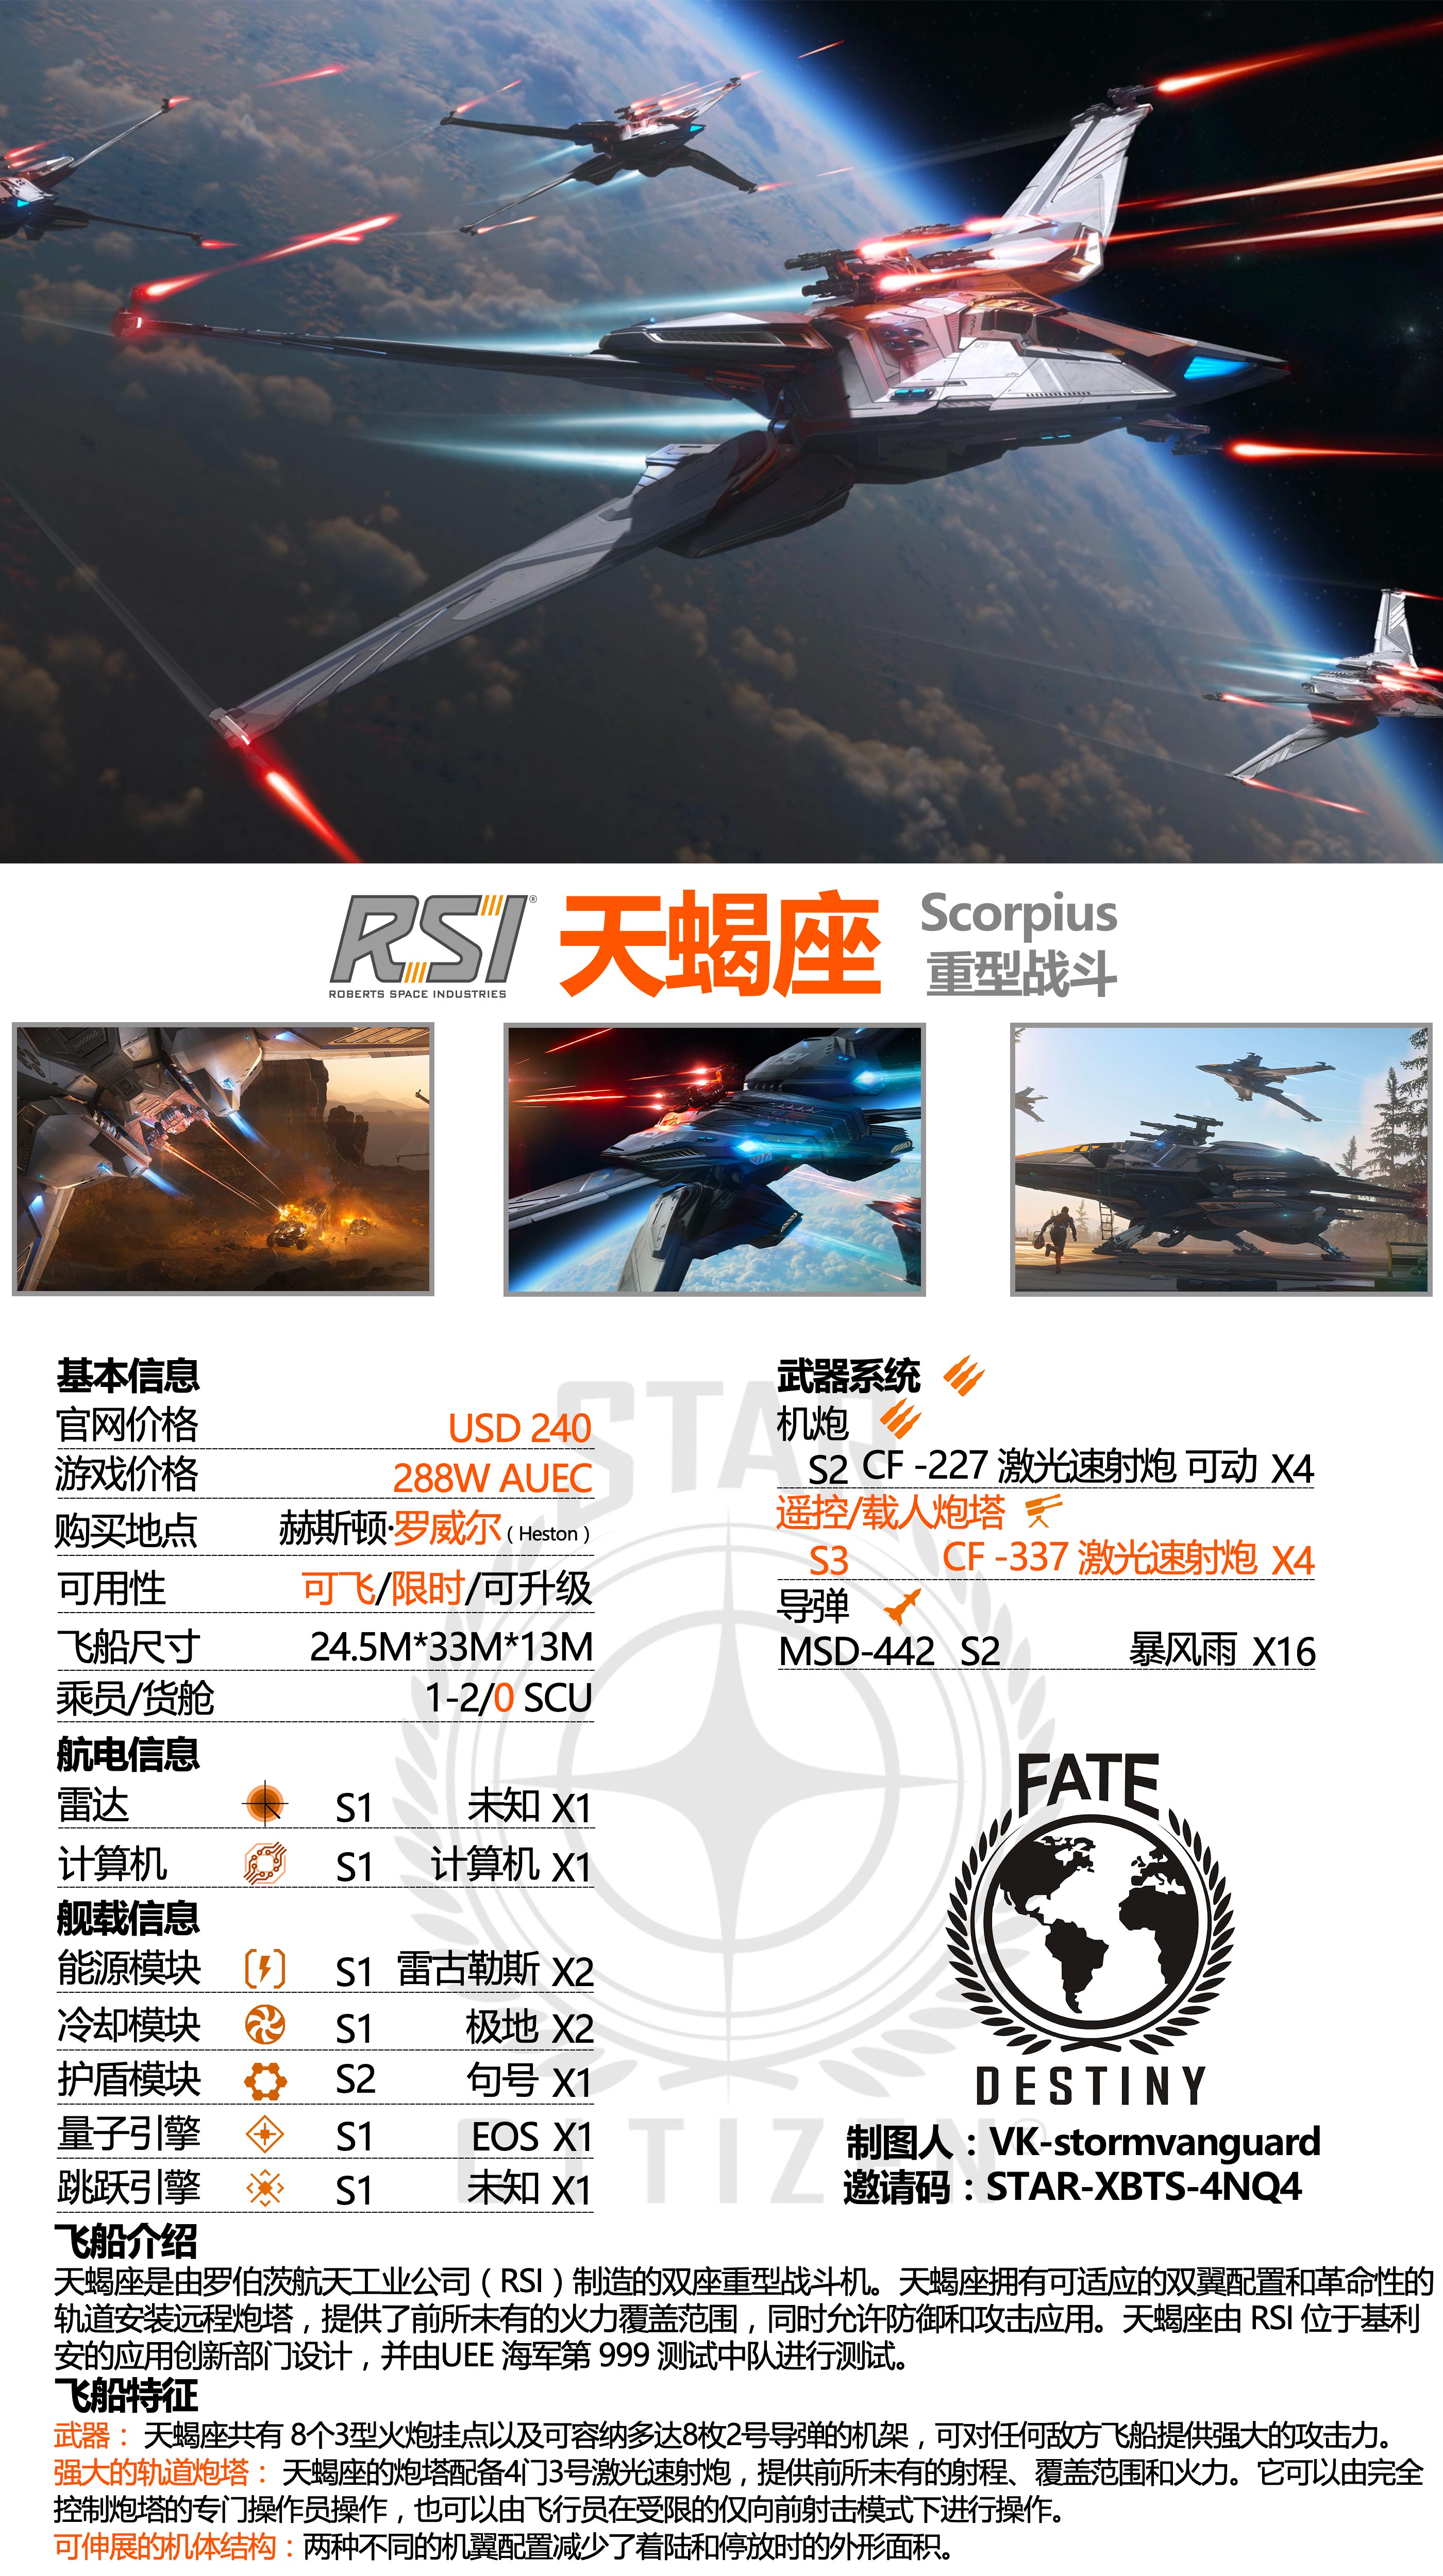 RSI®
ROBERTS SPACE INDUSTRIES
天蝎座
Scorpius
重型战斗
基本信息
官网价格 USD 240
游戏价格 288W AUEC
购买地点 赫斯顿·罗威尔（Heston）
可用性 可飞/限时/可升级
飞船尺寸 24.5M*33M*13M
乘员/货舱 1-2/0 SCU
航电信息
雷达 S1 未知 X1
计算机 S1 计算机 X1
舰载信息
能源模块 S1 雷古勒斯 X2
冷却模块 S1 极地 X2
护盾模块 S2 句号 X1
量子引擎 S1 EOS X1
跳跃引擎 S1 未知 X1
武器系统
机炮
S2 CF -227 激光速射炮 可动 X4
遥控/载人炮塔
S3 CF -337 激光速射炮 X4
导弹
MSD-442 S2 暴风雨 X16
STAR
CITIZEN®
FATE
DESTINY
制图人：VK-stormvanguard
邀请码：STAR-XBTS-4NQ4
飞船介绍
天蝎座是由罗伯茨航天工业公司（RSI）制造的双座重型战斗机。天蝎座拥有可适应的双翼配置和革命性的
轨道安装远程炮塔，提供了前所未有的火力覆盖范围，同时允许防御和攻击应用。天蝎座由 RSI 位于基利
安的应用创新部门设计，并由UEE 海军第 999 测试中队进行测试。
飞船特征
武器： 天蝎座共有 8个3型火炮挂点以及可容纳多达8枚2号导弹的机架，可对任何敌方飞船提供强大的攻击力。
强大的轨道炮塔： 天蝎座的炮塔配备4门3号激光速射炮，提供前所未有的射程、覆盖范围和火力。它可以由完全
控制炮塔的专门操作员操作，也可以由飞行员在受限的仅向前射击模式下进行操作。
可伸展的机体结构：两种不同的机翼配置减少了着陆和停放时的外形面积。